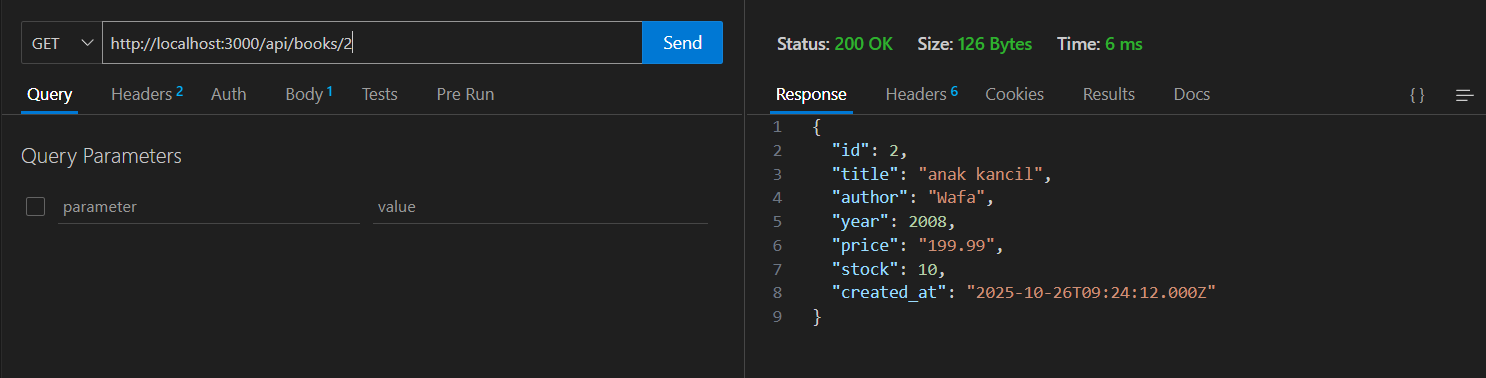 GET http://localhost:3000/api/books/2 Send
Query Headers 2 Auth Body 1 Tests Pre Run
Query Parameters
parameter value
Status: 200 OK Size: 126 Bytes Time: 6 ms
Response Headers 6 Cookies Results Docs { }
1 {
2 "id": 2,
3 "title": "anak kancil",
4 "author": "Wafa",
5 "year": 2008,
6 "price": "199.99",
7 "stock": 10,
8 "created_at": "2025-10-26T09:24:12.000Z"
9 }